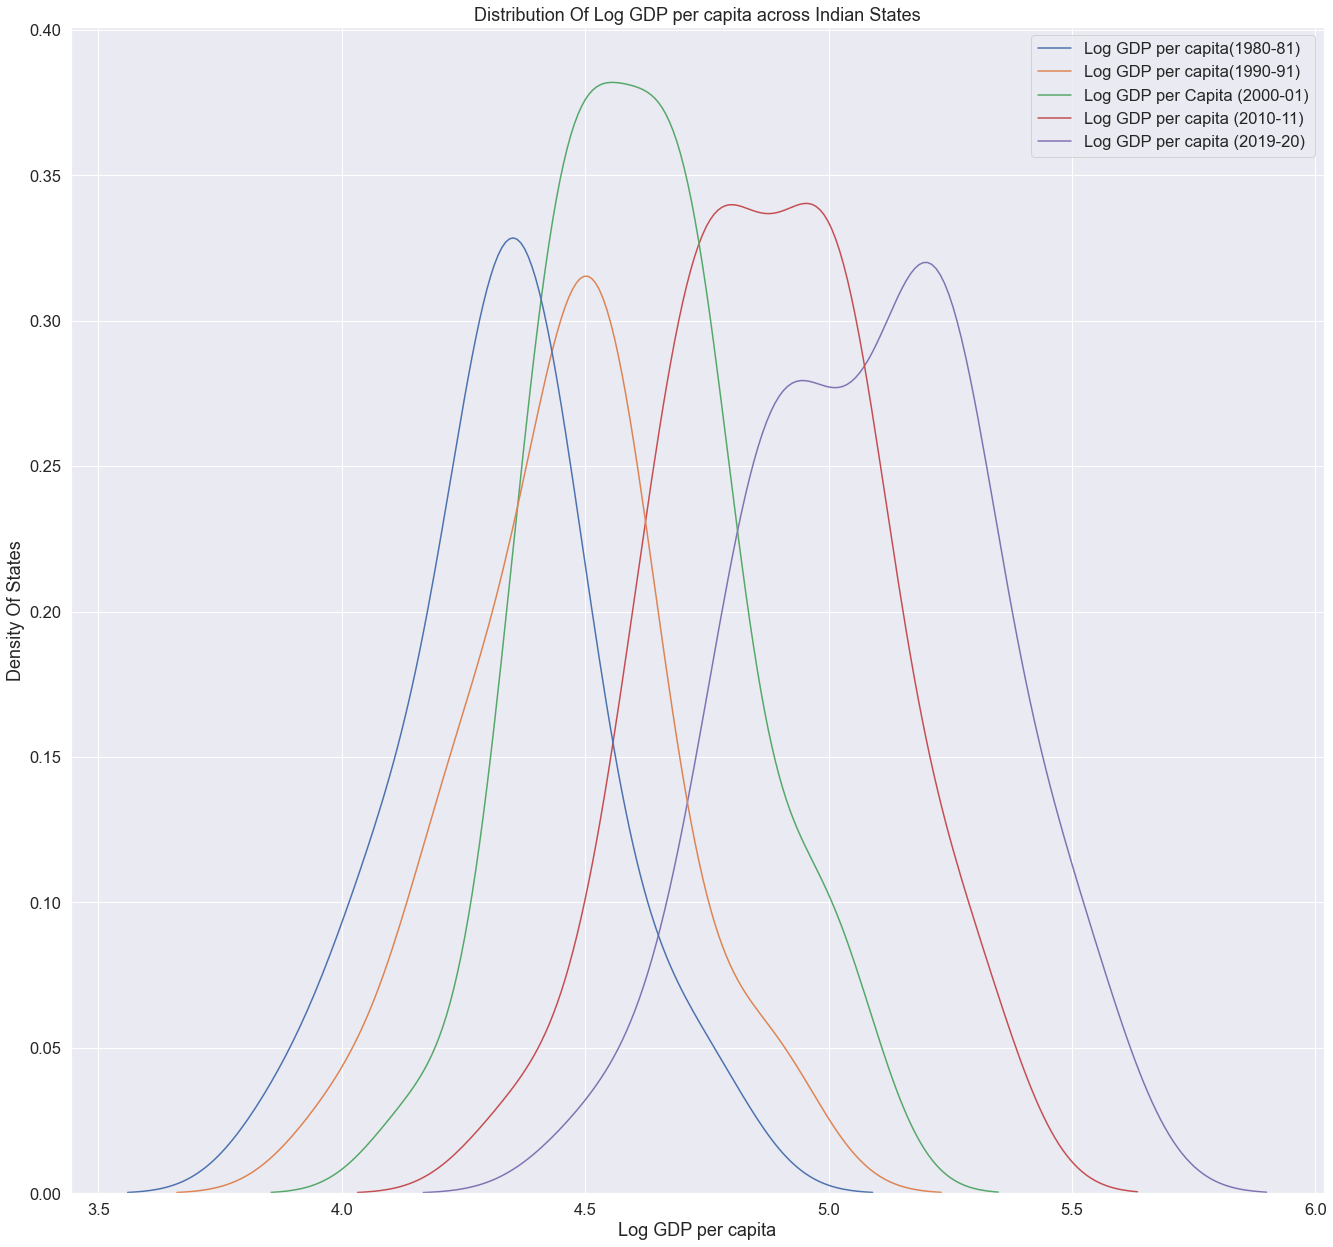 Distribution Of Log GDP per capita across Indian States
Log GDP per capita(1980-81)
Log GDP per capita(1990-91)
Log GDP per Capita (2000-01)
Log GDP per capita (2010-11)
Log GDP per capita (2019-20)
Density Of States
0.40
0.35
0.30
0.25
0.20
0.15
0.10
0.05
0.00
3.5 4.0 4.5 5.0 5.5 6.0
Log GDP per capita